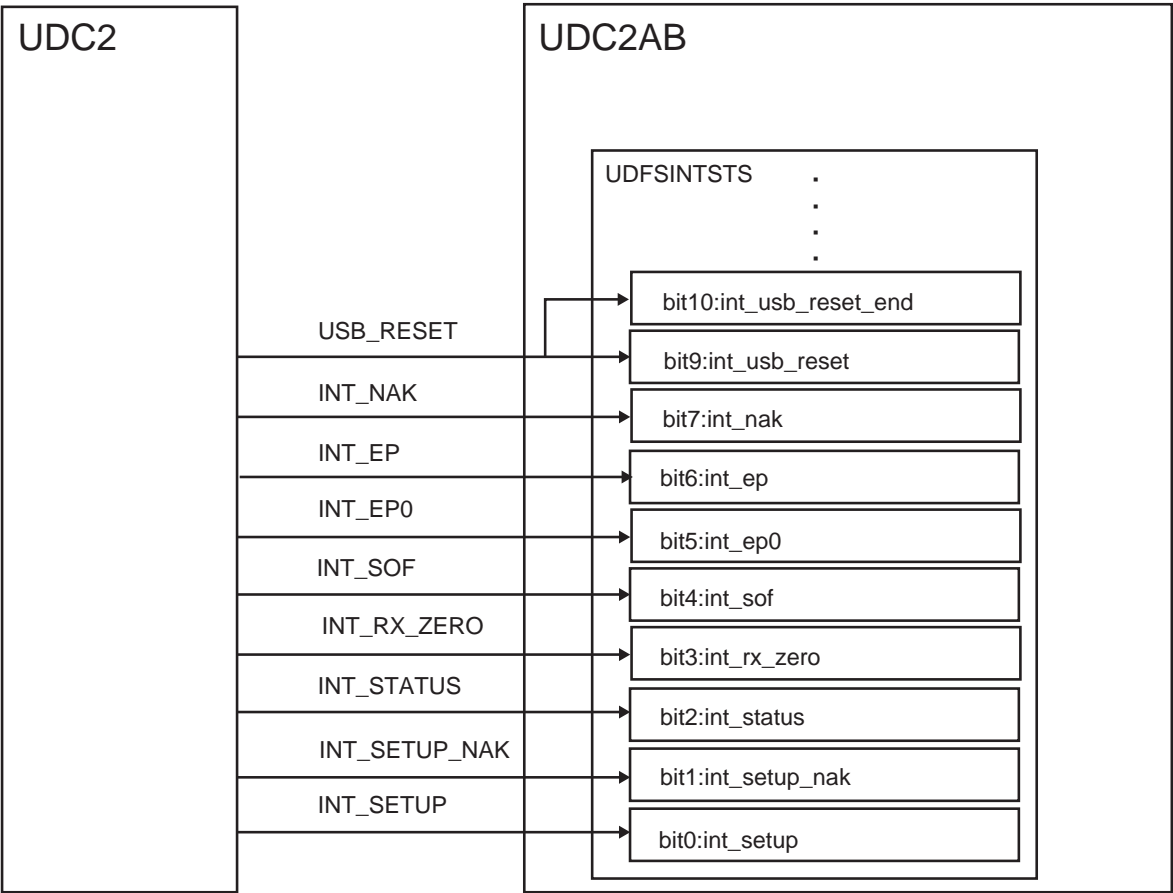 UDC2
UDC2AB
UDFSINTSTS
bit10:int_usb_reset_end
USB_RESET
bit9:int_usb_reset
INT_NAK
bit7:int_nak
INT_EP
bit6:int_ep
INT_EP0
bit5:int_ep0
INT_SOF
bit4:int_sof
INT_RX_ZERO
bit3:int_rx_zero
INT_STATUS
bit2:int_status
INT_SETUP_NAK
bit1:int_setup_nak
INT_SETUP
bit0:int_setup